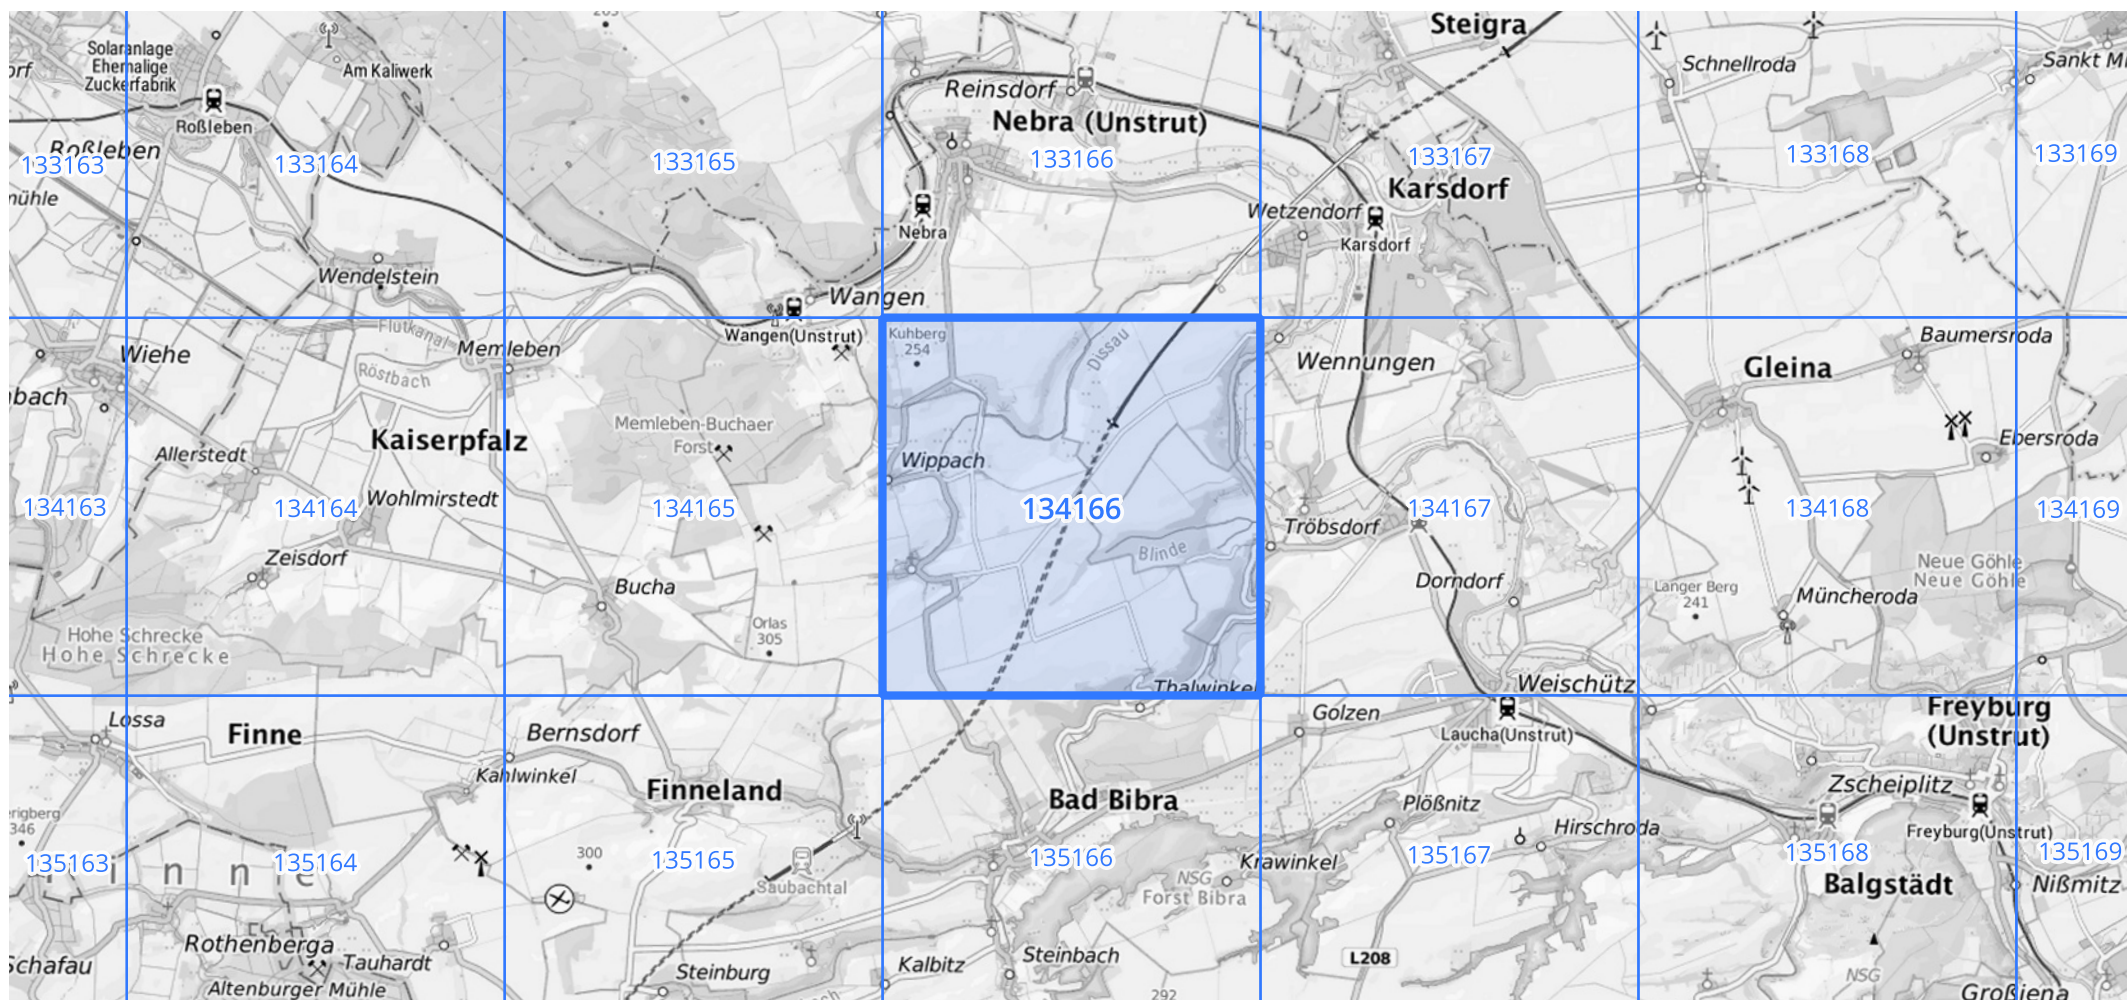 Steigra
Solaranlage
Ehemalige
Zuckerfabrik
Am Kaliwerk
Schnellroda
Reinsdorf
Nebra (Unstrut)
Roßleben
Roßleben
133163
133164
133165
133166
133167
133168
133169
Karsdorf
Wetzendorf
Karsdorf
Nebra
Wendelstein
Wangen
Wangen(Unstrut)
Flutkanal
Memleben
Wiehe
Röstbach
Kuhberg
254
Dissau
Wennungen
Gleina
Baumersroda
Kaiserpfalz
Memleben-Buchaer
Forst
Allerstedt
Wippach
Ebersroda
Wohlmirstedt
134163
134164
134165
134166
134167
134168
134169
Tröbsdorf
Zeisdorf
Blinde
Bucha
Dorndorf
Neue Göhle
Neue Göhle
Langer Berg
241
Müncheroda
Hohe Schrecke
Hohe Schrecke
Orlas
305
Thalwinkel
Weischütz
Lossa
Finne
Bernsdorf
Golzen
Laucha(Unstrut)
Freyburg
(Unstrut)
Kahlwinkel
Finneland
Bad Bibra
Plößnitz
Zscheiplitz
Hirschroda
Freyburg(Unstrut)
346
300
135163
135164
135165
135166
135167
135168
135169
i n n e
Saubachtal
Krawinkel
NSG
Forst Bibra
Balgstädt
Nißmitz
Rothenberga
Tauhardt
Schafau
Altenburger Mühle
Steinburg
Kalbitz
Steinbach
L208
292
NSG
Großjena